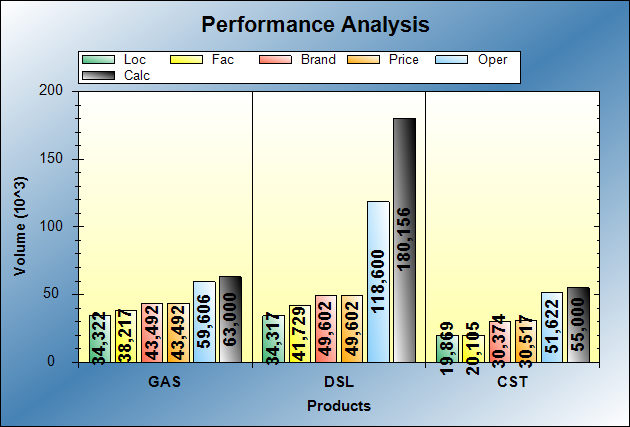 Performance Analysis
Loc Fac Brand Price Oper
Calc
Volume (10^3)
200
150
100
50
0
34,322 38,217 43,492 43,492 59,606 63,000
34,317 41,729 49,602 49,602 118,600 180,156
19,869 20,105 30,374 30,517 51,622 55,000
GAS DSL CST
Products